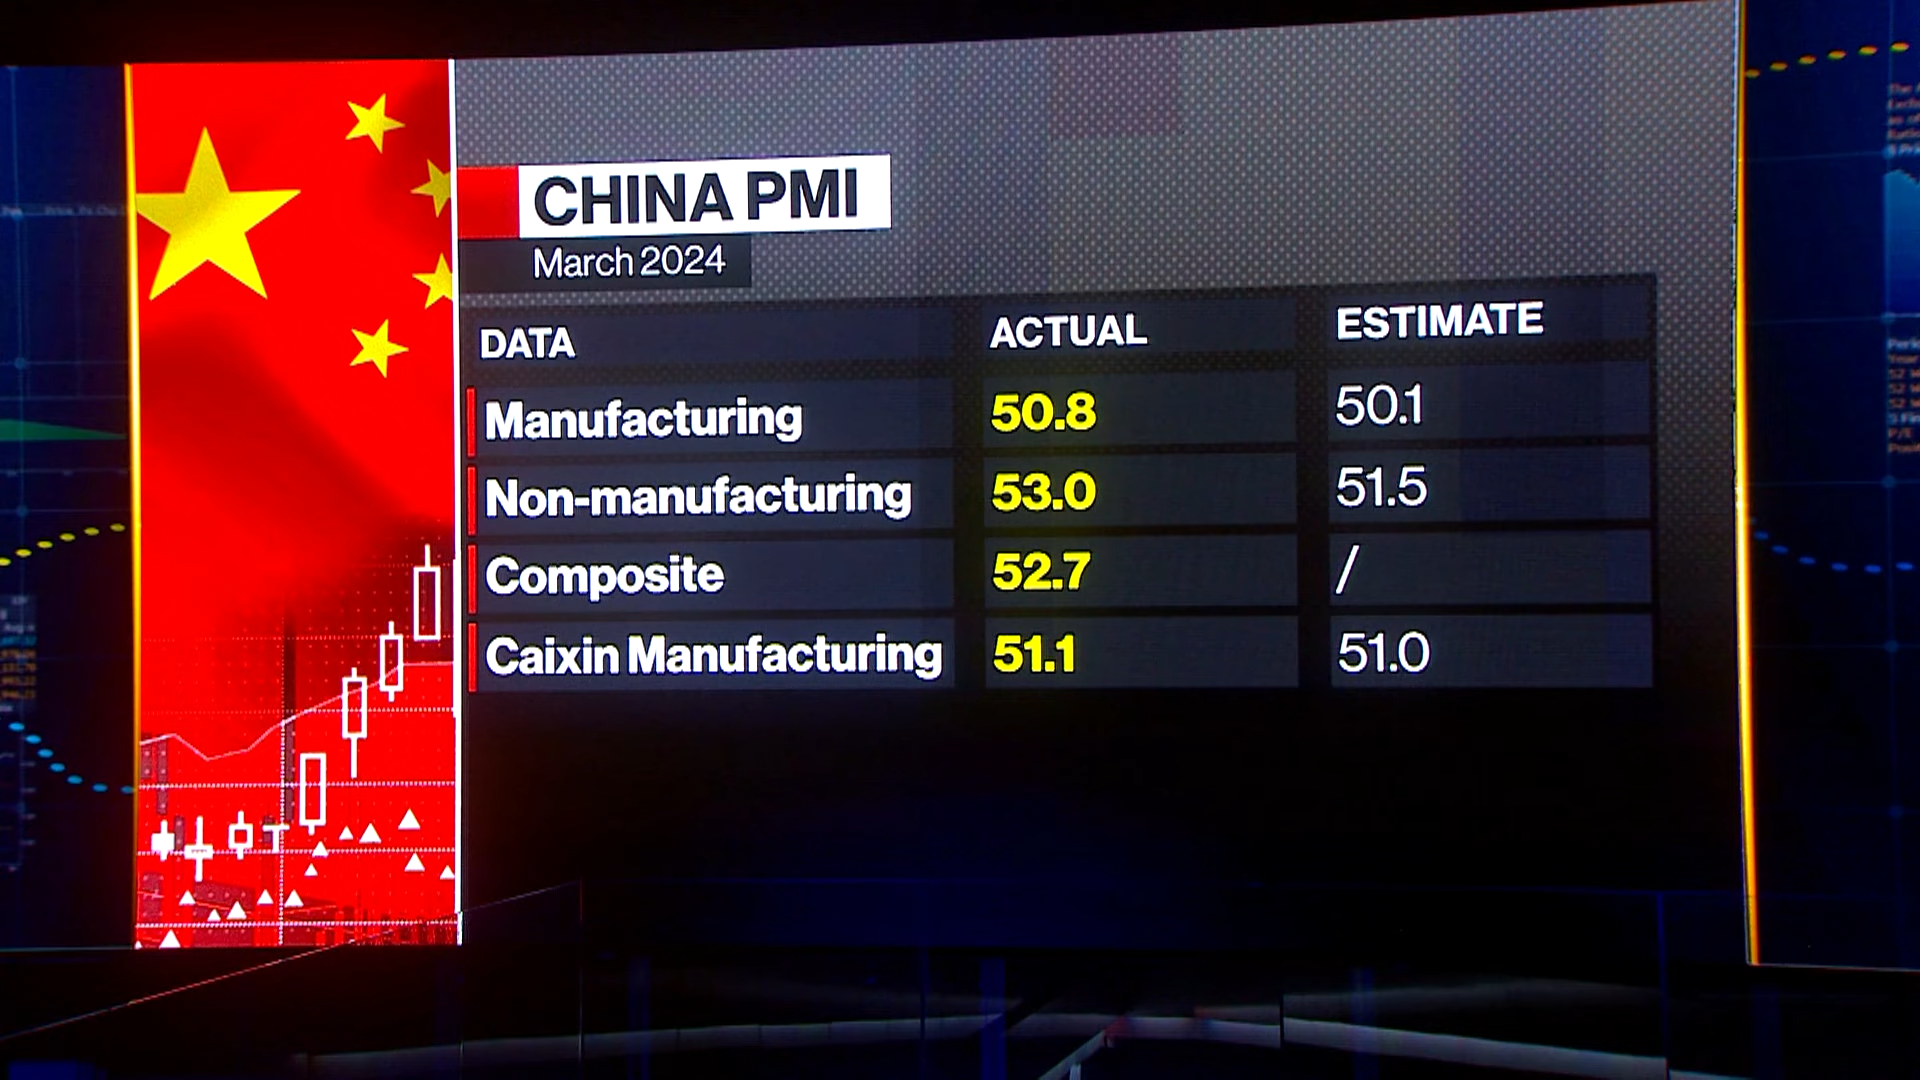 CHINA PMI
March 2024
DATA ACTUAL ESTIMATE
Manufacturing 50.8 50.1
Non-manufacturing 53.0 51.5
Composite 52.7 /
Caixin Manufacturing 51.1 51.0